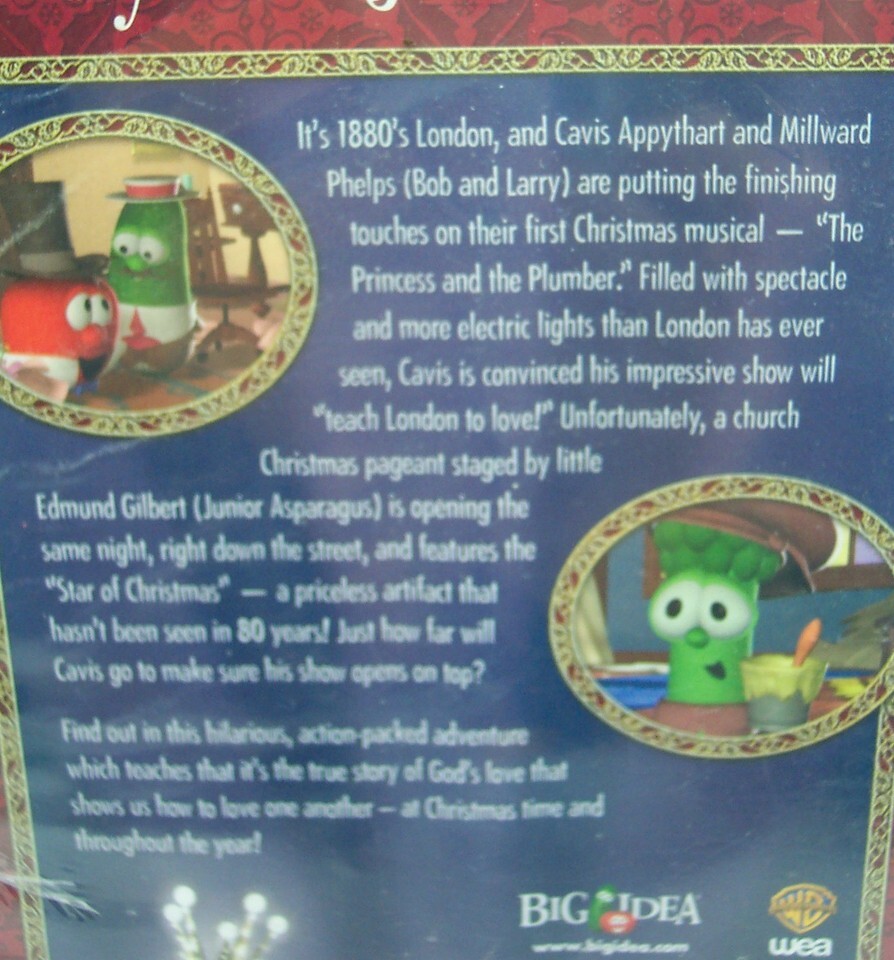 It's 1880's London, and Cavis Appythart and Millward
Phelps (Bob and Larry) are putting the finishing
touches on their first Christmas musical — "The
Princess and the Plumber." Filled with spectacle
and more electric lights than London has ever
seen, Cavis is convinced his impressive show will
"teach London to love!" Unfortunately, a church
Christmas pageant staged by little
Edmund Gilbert (Junior Asparagus) is opening the
same night, right down the street, and features the
"Star of Christmas" — a priceless artifact that
hasn't been seen in 80 years! Just how far will
Cavis go to make sure his show opens on top?
Find out in this hilarious, action-packed adventure
which teaches that it's the true story of God's love that
shows us how to love one another – at Christmas time and
throughout the year!
BIG IDEA
www.bigidea.com
WB
wea